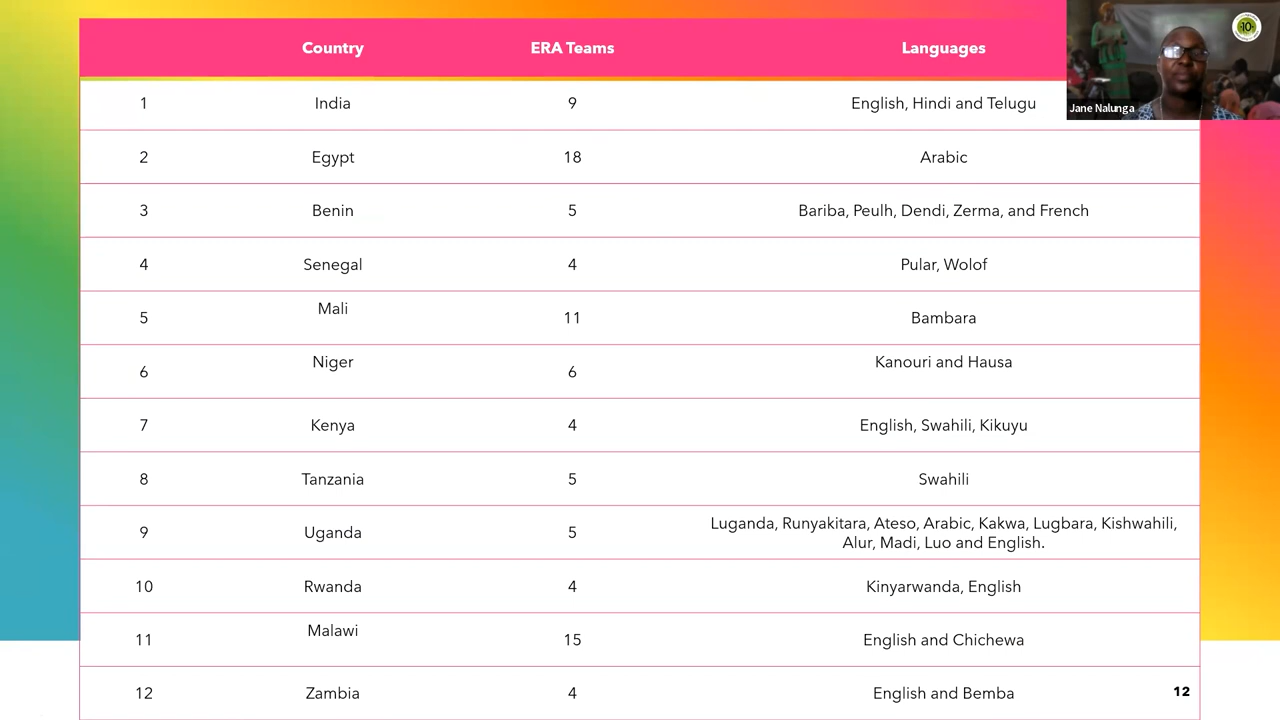 Country ERA Teams Languages
1 India 9 English, Hindi and Telugu
2 Egypt 18 Arabic
3 Benin 5 Bariba, Peulh, Dendi, Zerma, and French
4 Senegal 4 Pular, Wolof
5 Mali 11 Bambara
6 Niger 6 Kanouri and Hausa
7 Kenya 4 English, Swahili, Kikuyu
8 Tanzania 5 Swahili
9 Uganda 5 Luganda, Runyakitara, Ateso, Arabic, Kakwa, Lugbara, Kishwahili,
Alur, Madi, Luo and English.
10 Rwanda 4 Kinyarwanda, English
11 Malawi 15 English and Chichewa
12 Zambia 4 English and Bemba
12
Jane Nalunga
10